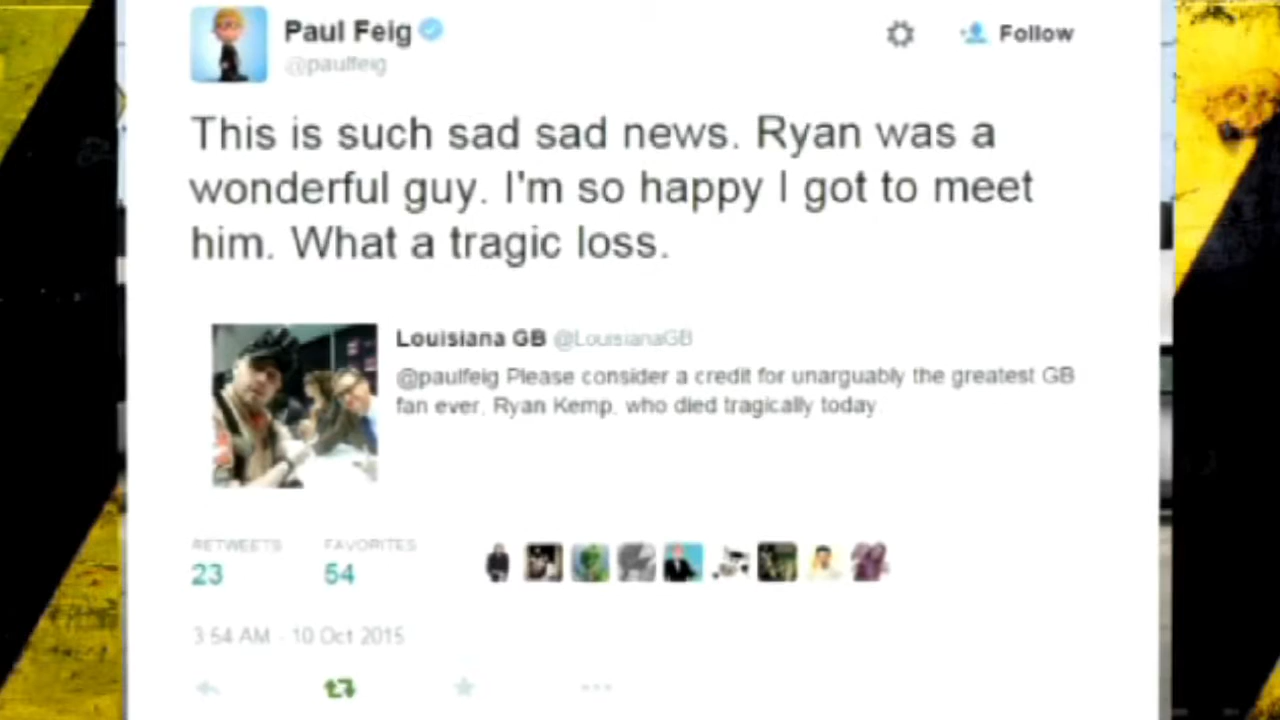 Paul Feig
@paulfeig
Follow
This is such sad sad news. Ryan was a
wonderful guy. I'm so happy I got to meet
him. What a tragic loss.
Louisiana GB @LouisianaGB
@paulfeig Please consider a credit for unarguably the greatest GB
fan ever, Ryan Kemp, who died tragically today.
RETWEETS FAVORITES
23 54
3:54 AM - 10 Oct 2015